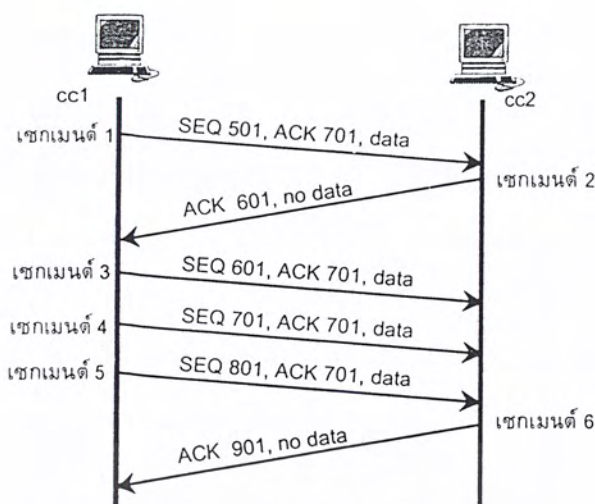 cc1
cc2
เซกเมนต์ 1
SEQ 501, ACK 701, data
เซกเมนต์ 2
ACK 601, no data
เซกเมนต์ 3
SEQ 601, ACK 701, data
เซกเมนต์ 4
SEQ 701, ACK 701, data
เซกเมนต์ 5
SEQ 801, ACK 701, data
เซกเมนต์ 6
ACK 901, no data